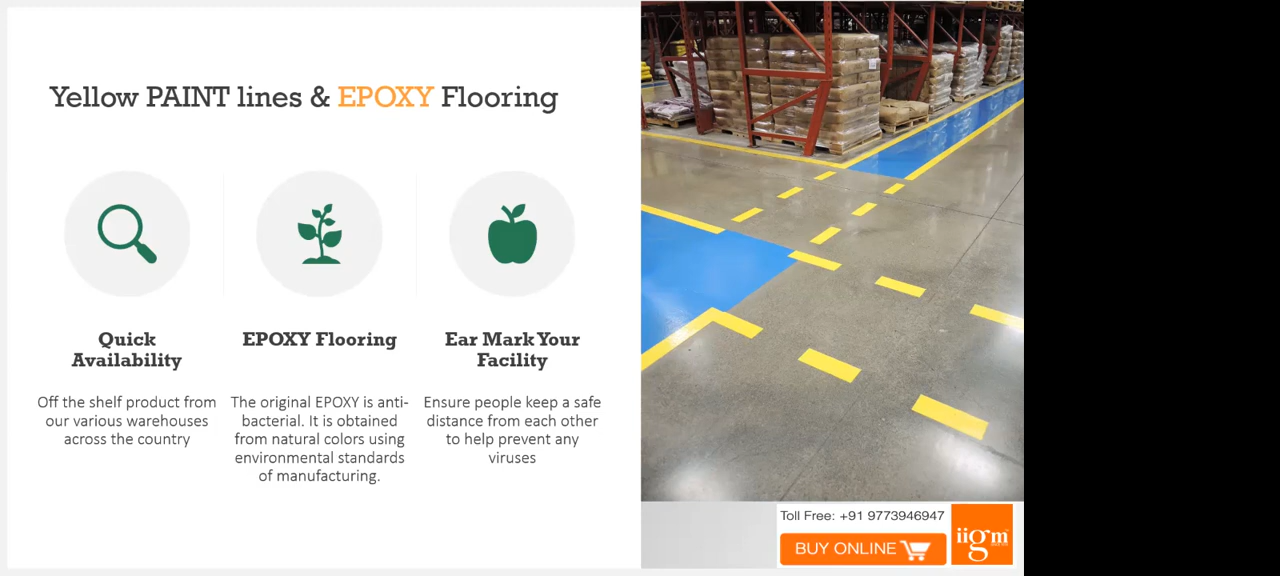 Yellow PAINT lines & EPOXY Flooring
Quick
Availability
Off the shelf product from
our various warehouses
across the country
EPOXY Flooring
The original EPOXY is anti-
bacterial. It is obtained
from natural colors using
environmental standards
of manufacturing.
Ear Mark Your
Facility
Ensure people keep a safe
distance from each other
to help prevent any
viruses
Toll Free: +91 9773946947
BUY ONLINE
iigm